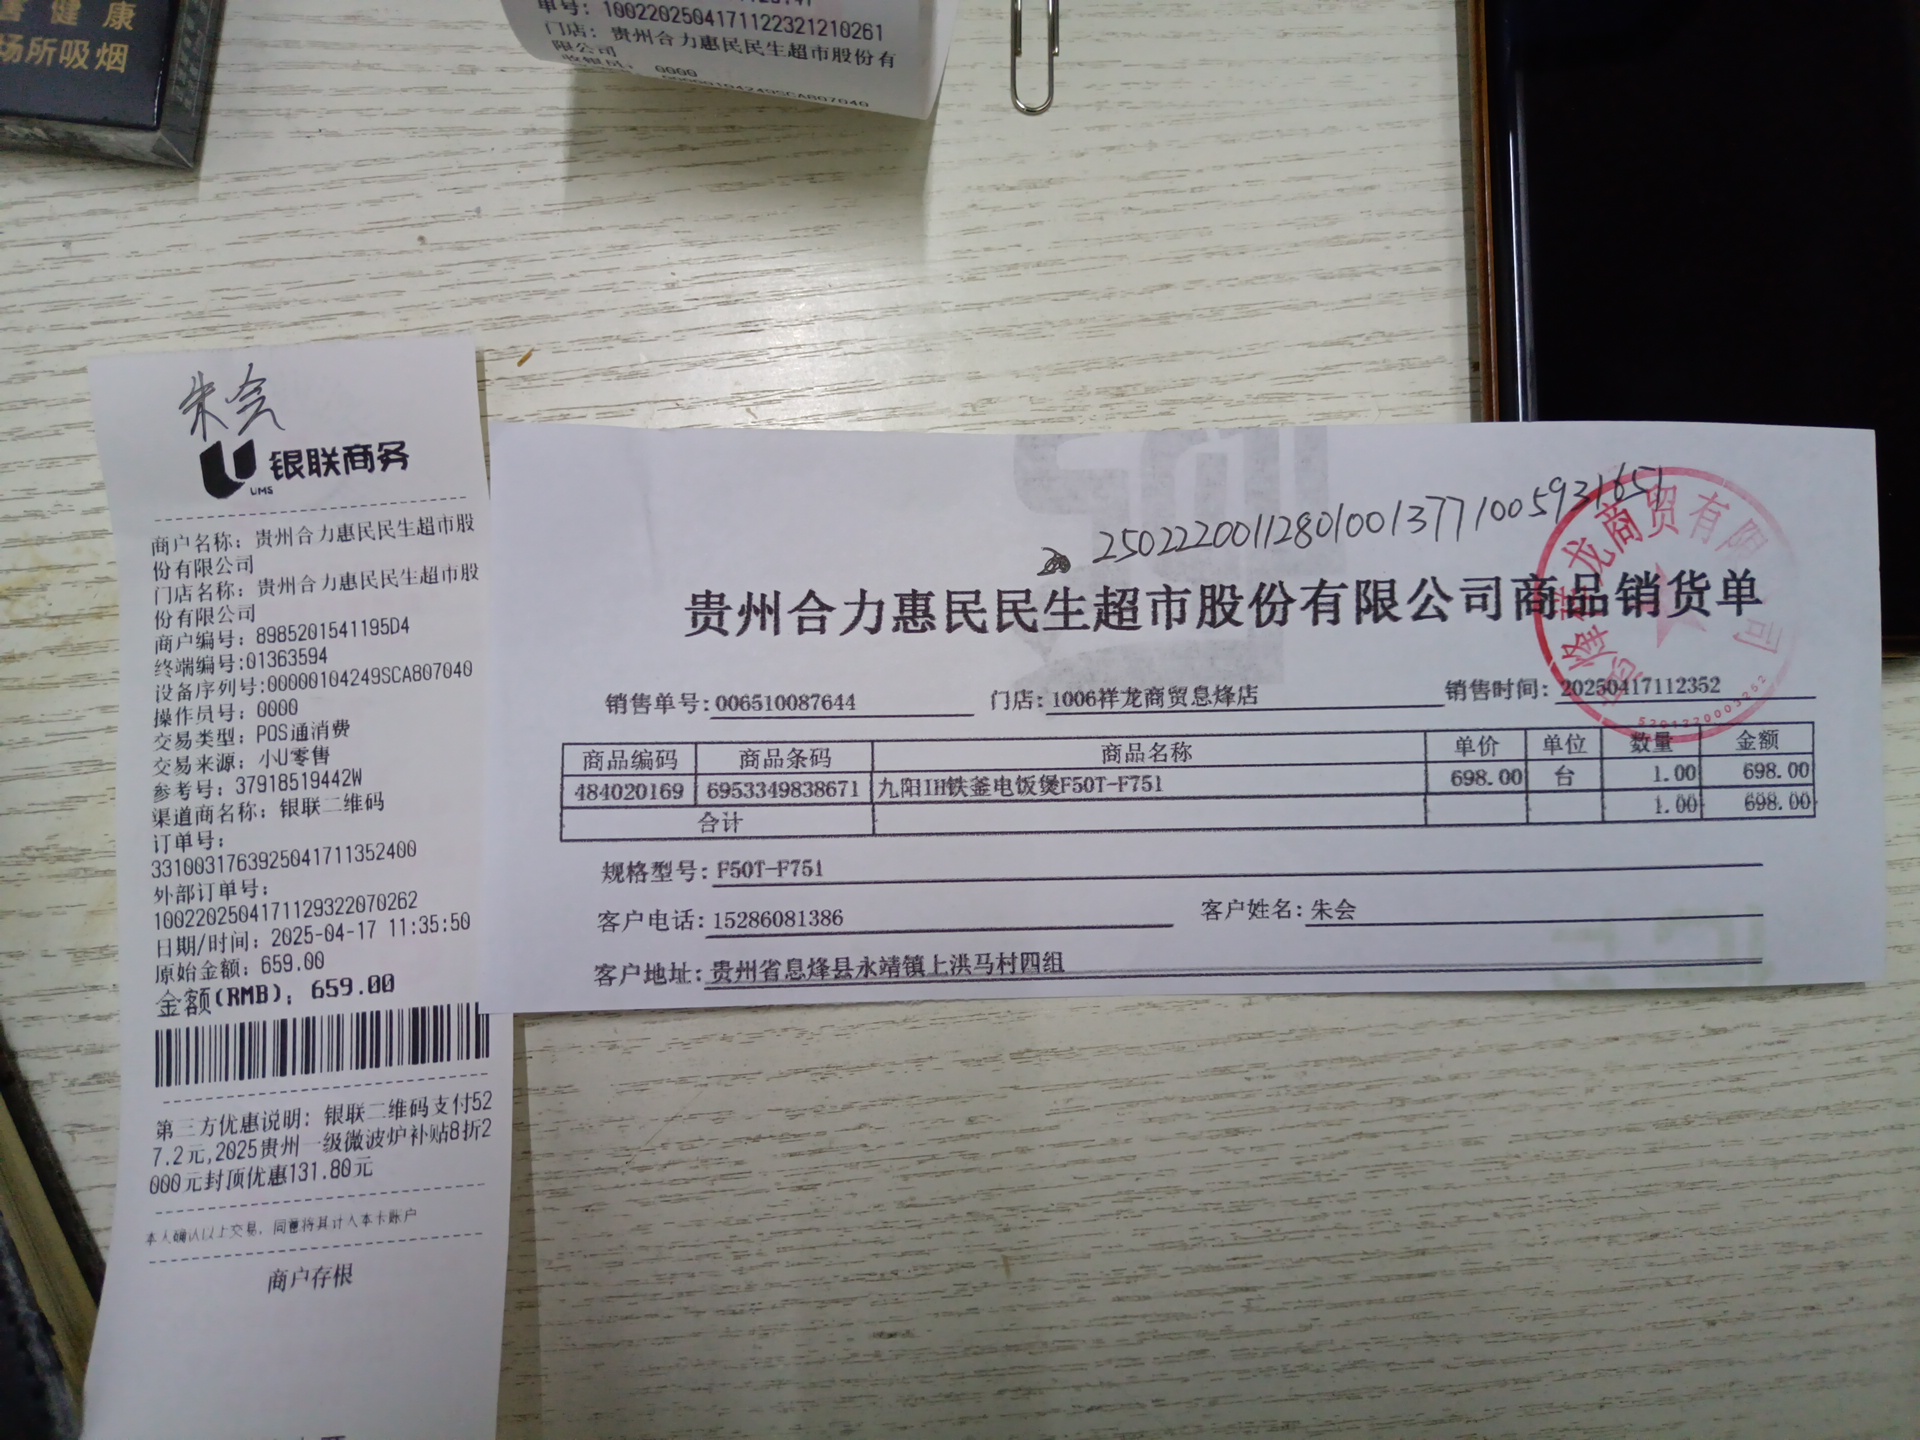 健康
场所吸烟
单号: 1002202504171122321210261
门店: 贵州合力惠民民生超市股份有
限公司
0000
朱会
银联商务
UMS
商户名称: 贵州合力惠民民生超市股
份有限公司
门店名称: 贵州合力惠民民生超市股
份有限公司
商户编号: 8985201541195D4
终端编号:01363594
设备序列号:00000104249SCA807040
操作员号: 0000
交易类型: POS通消费
交易来源: 小U零售
参考号: 37918519442W
渠道商名称: 银联二维码
订单号:
3310031763925041711352400
外部订单号:
1002202504171129322070262
日期/时间: 2025-04-17 11:35:50
原始金额: 659.00
金额(RMB): 659.00
第三方优惠说明: 银联二维码支付52
7.2元,2025贵州一级微波炉补贴8折2
000元封顶优惠131.80元
本人确认以上交易, 同意将其计入本卡账户
商户存根
2502220011280100137710059321651
贵州合力惠民民生超市股份有限公司商品销货单
销售单号: 006510087644 门店: 1006祥龙商贸息烽店 销售时间: 20250417112352
商品编码 商品条码 商品名称 单价 单位 数量 金额
484020169 6953349838671 九阳IH铁釜电饭煲F50T-F751 698.00 台 1.00 698.00
合计 1.00 698.00
规格型号: F50T-F751
客户电话: 15286081386 客户姓名: 朱会
客户地址: 贵州省息烽县永靖镇上洪马村四组
龙商贸有限
司